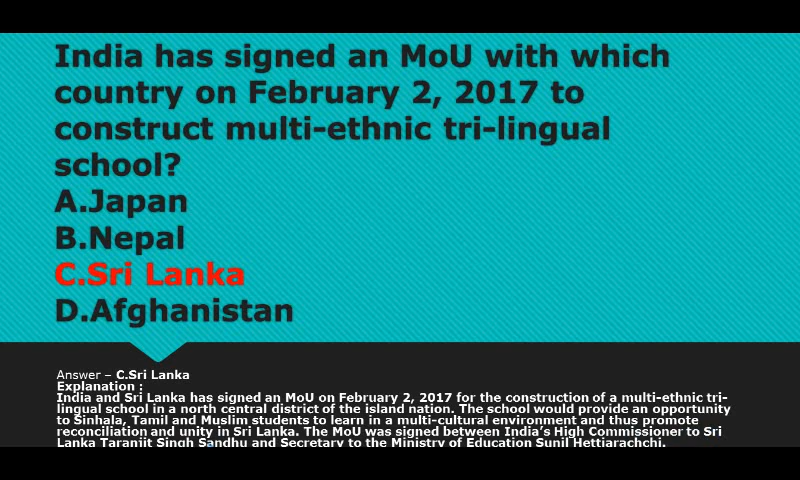 India has signed an MoU with which
country on February 2, 2017 to
construct multi-ethnic tri-lingual
school?
A.Japan
B.Nepal
C.Sri Lanka
D.Afghanistan
Answer – C.Sri Lanka
Explanation :
India and Sri Lanka has signed an MoU on February 2, 2017 for the construction of a multi-ethnic tri-
lingual school in a north central district of the island nation. The school would provide an opportunity
to Sinhala, Tamil and Muslim students to learn in a multi-cultural environment and thus promote
reconciliation and unity in Sri Lanka. The MoU was signed between India's High Commissioner to Sri
Lanka Taranjit Singh Sandhu and Secretary to the Ministry of Education Sunil Hettiarachchi.